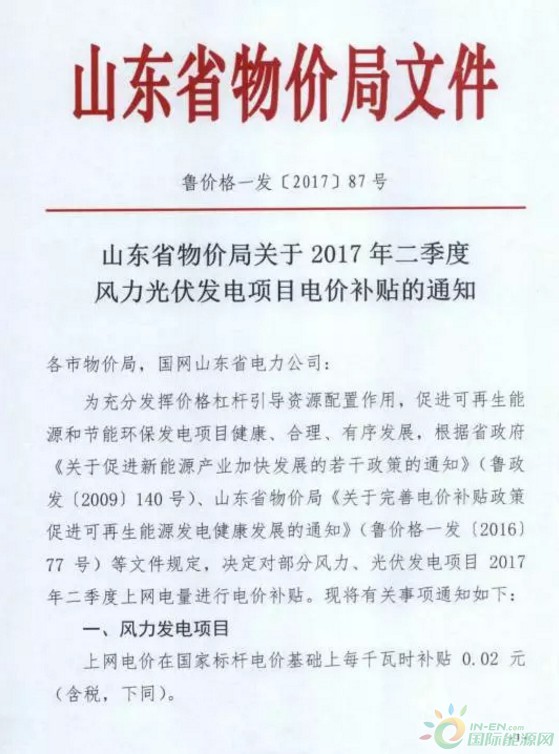 山东省物价局文件
鲁价格一发〔2017〕87号
山东省物价局关于 2017 年二季度
风力光伏发电项目电价补贴的通知
各市物价局，国网山东省电力公司：
为充分发挥价格杠杆引导资源配置作用，促进可再生能
源和节能环保发电项目健康、合理、有序发展，根据省政府
《关于促进新能源产业加快发展的若干政策的通知》（鲁政
发〔2009〕140 号）、山东省物价局《关于完善电价补贴政策
促进可再生能源发电健康发展的通知》（鲁价格一发〔2016〕
77 号）等文件规定，决定对部分风力、光伏发电项目 2017
年二季度上网电量进行电价补贴。现将有关事项通知如下：
一、风力发电项目
上网电价在国家标杆电价基础上每千瓦时补贴 0.02 元
（含税，下同）。
IN-EN.com
国际能源网